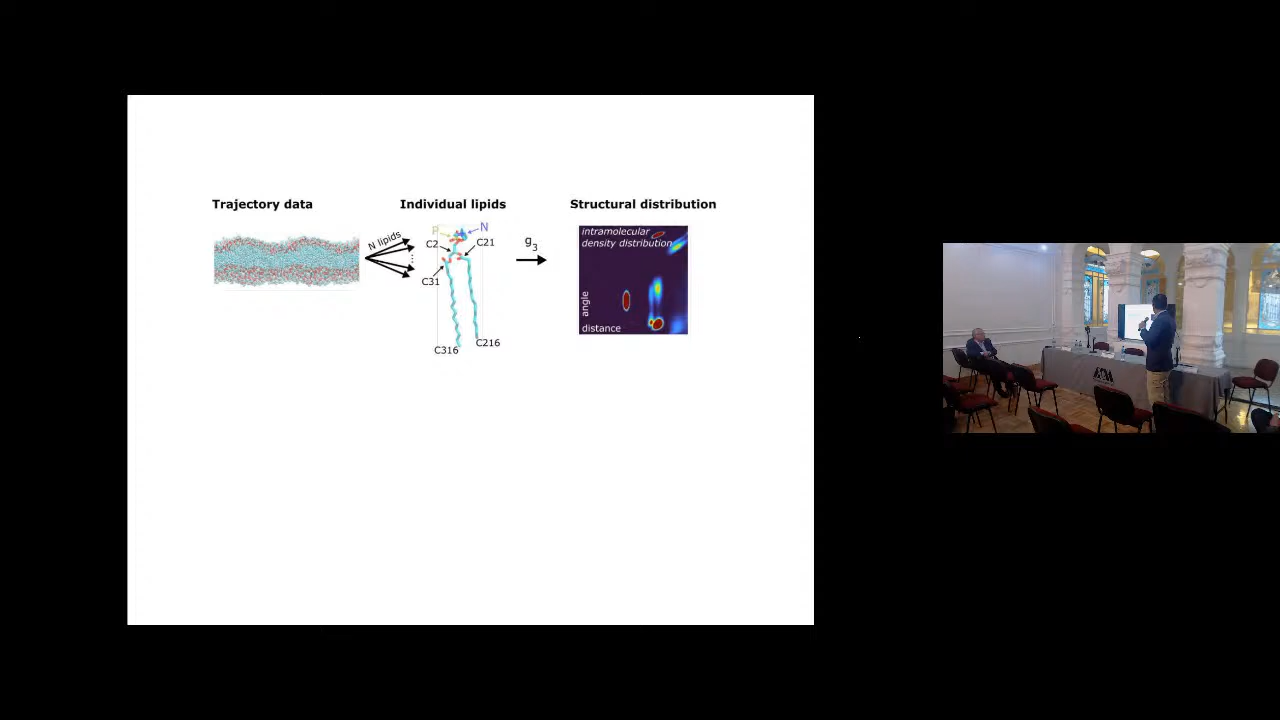 Trajectory data
Individual lipids
Structural distribution
N lipids
P
N
C2
C21
C31
C316
C216
g3
intramolecular
density distribution
angle
distance